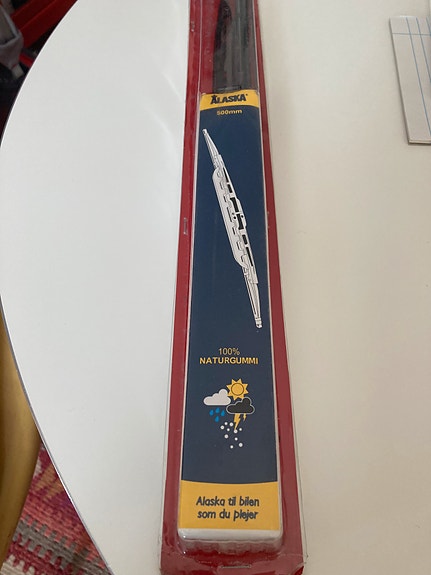 ALASKA
500mm
100%
NATURGUMMI
Alaska til bilen
som du plejer